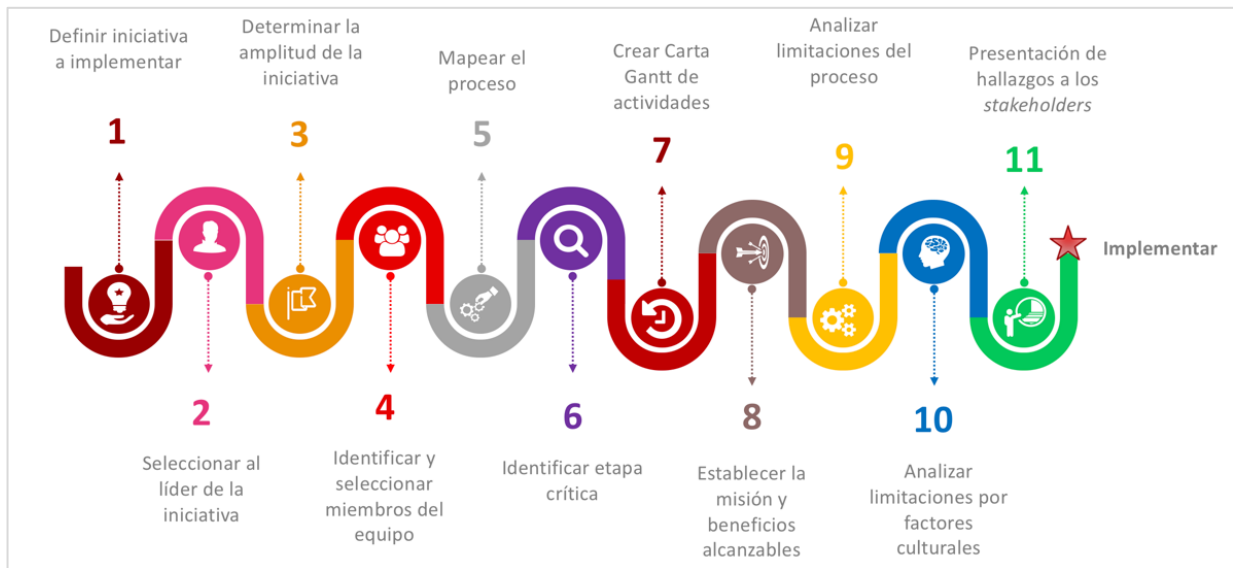 Definir iniciativa
a implementar
1
2
Seleccionar al
líder de la
iniciativa
Determinar la
amplitud de la
iniciativa
3
4
Identificar y
seleccionar
miembros del
equipo
Mapear el
proceso
5
6
Identificar etapa
crítica
Crear Carta
Gantt de
actividades
7
8
Establecer la
misión y
beneficios
alcanzables
Analizar
limitaciones del
proceso
9
10
Analizar
limitaciones por
factores
culturales
Presentación de
hallazgos a los
stakeholders
11
Implementar